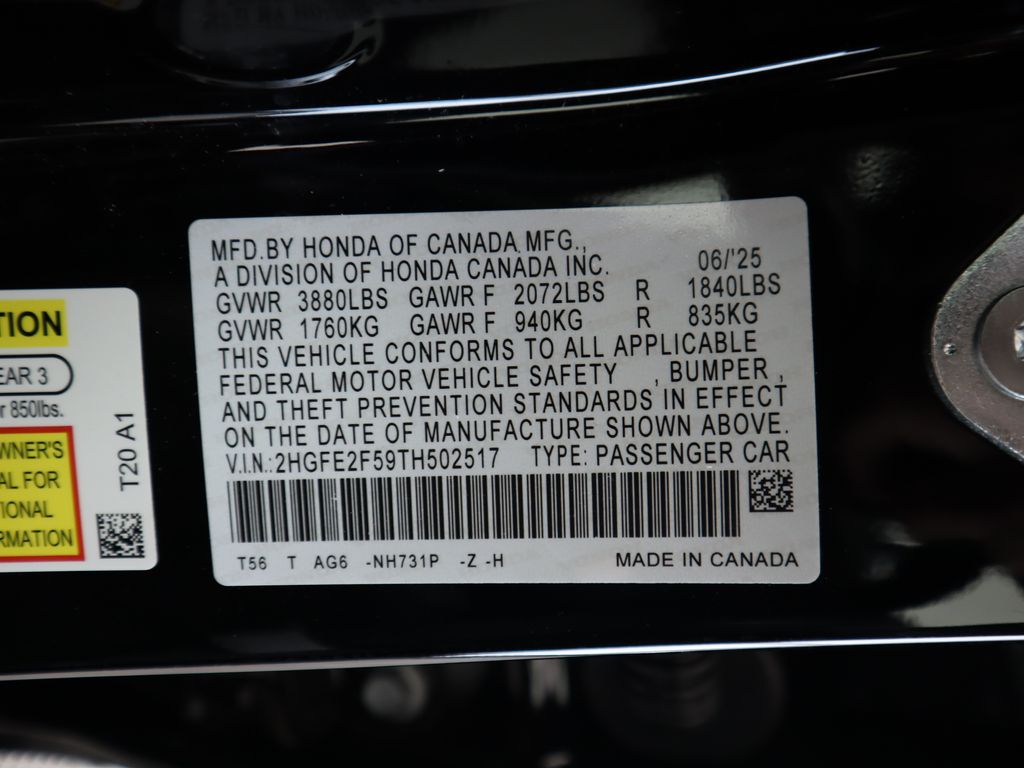 MFD.BY HONDA OF CANADA MFG.,
A DIVISION OF HONDA CANADA INC. 06/'25
GVWR 3880LBS GAWR F 2072LBS R 1840LBS
GVWR 1760KG GAWR F 940KG R 835KG
THIS VEHICLE CONFORMS TO ALL APPLICABLE
FEDERAL MOTOR VEHICLE SAFETY , BUMPER ,
AND THEFT PREVENTION STANDARDS IN EFFECT
ON THE DATE OF MANUFACTURE SHOWN ABOVE.
V.I.N.:2HGFE2F59TH502517 TYPE: PASSENGER CAR
T56 T AG6 -NH731P -Z -H MADE IN CANADA
TION
EAR 3
r 850lbs.
WNER'S
AL FOR
IONAL
RMATION
T20 A1